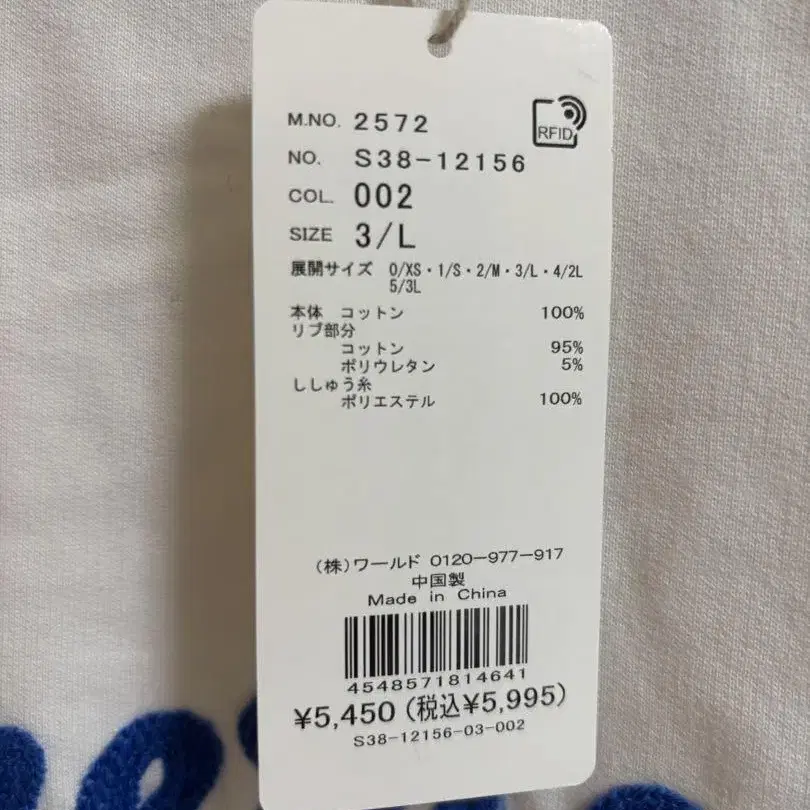 M.NO. 2572
RFID
NO. S38-12156
COL. 002
SIZE 3/L
展開サイズ 0/XS・1/S・2/M・3/L・4/2L
5/3L
本体 コットン 100%
リブ部分
コットン 95%
ポリウレタン 5%
ししゅう糸
ポリエステル 100%
(株)ワールド 0120-977-917
中国製
Made in China
4548571814641
¥5,450(税込¥5,995)
S38-12156-03-002